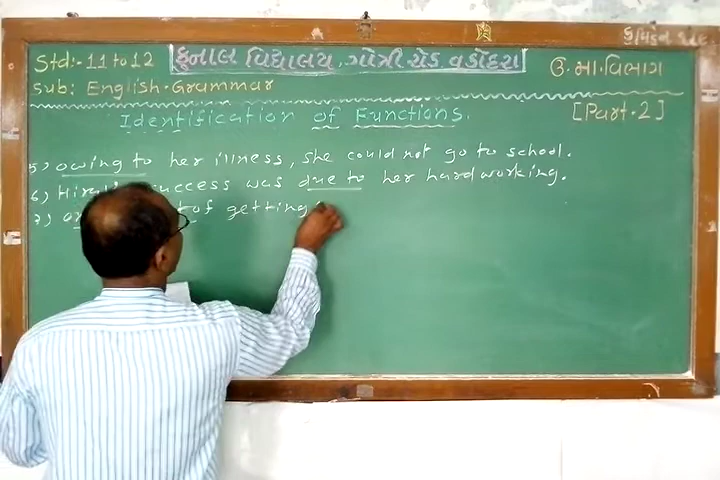 Std:- 11 to 12
કુનાલ વિદ્યાલય, ગોત્રી રોડ વડોદરા
ઉ.મા.વિભાગ
Sub: English-Grammar
Identification of Functions.
[Part-2]
5) owing to her illness, she could not go to school.
6) success was due to her hardworking.
7) of getting